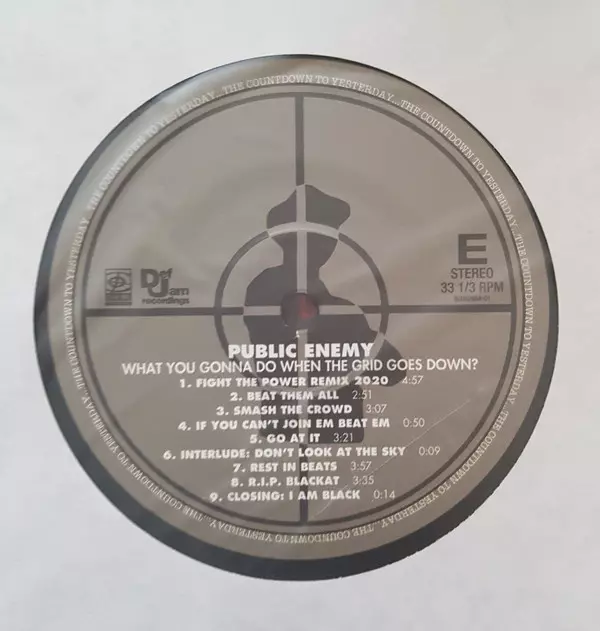 ...THE COUNTDOWN TO YESTERDAY...THE COUNTDOWN TO YESTERDAY...THE COUNTDOWN TO YESTERDAY...THE COUNTDOWN TO YESTERDAY...THE COUNTDOWN TO YESTERDAY
Def Jam
recordings
E
STEREO
33 1/3 RPM
PUBLIC ENEMY
WHAT YOU GONNA DO WHEN THE GRID GOES DOWN?
1. FIGHT THE POWER REMIX 2020 4:57
2. BEAT THEM ALL 2:51
3. SMASH THE CROWD 3:07
4. IF YOU CAN'T JOIN EM BEAT EM 0:50
5. GO AT IT 3:21
6. INTERLUDE: DON'T LOOK AT THE SKY 0:09
7. REST IN BEATS 3:57
8. R.I.P. BLACKAT 3:35
9. CLOSING: I AM BLACK 0:14